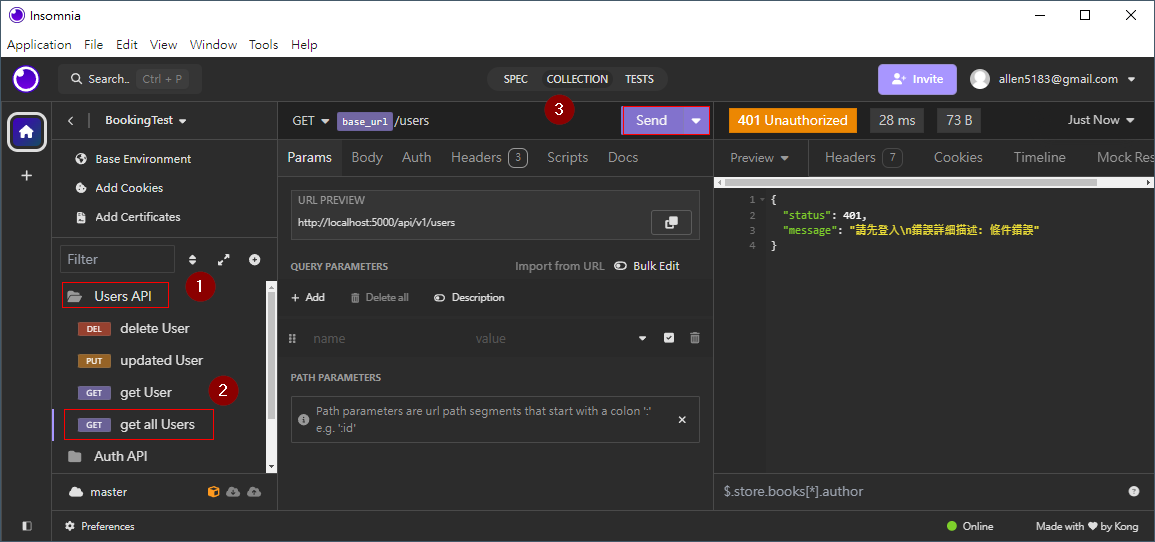 Insomnia
Application File Edit View Window Tools Help
Search.. Ctrl + P
SPEC COLLECTION TESTS
Invite
allen5183@gmail.com
BookingTest
Base Environment
Add Cookies
Add Certificates
Filter
1
Users API
DEL delete User
PUT updated User
GET get User
2
GET get all Users
Auth API
master
Preferences
3
GET base_url /users
Send
Params Body Auth Headers 3 Scripts Docs
URL PREVIEW
http://localhost:5000/api/v1/users
QUERY PARAMETERS Import from URL Bulk Edit
+ Add Delete all Description
name value
PATH PARAMETERS
Path parameters are url path segments that start with a colon ':'
e.g. ':id'
401 Unauthorized 28 ms 73 B Just Now
Preview Headers 7 Cookies Timeline Mock Res
1 {
2 "status": 401,
3 "message": "請先登入\n錯誤詳細描述: 條件錯誤"
4 }
$.store.books[*].author
Online Made with ❤ by Kong